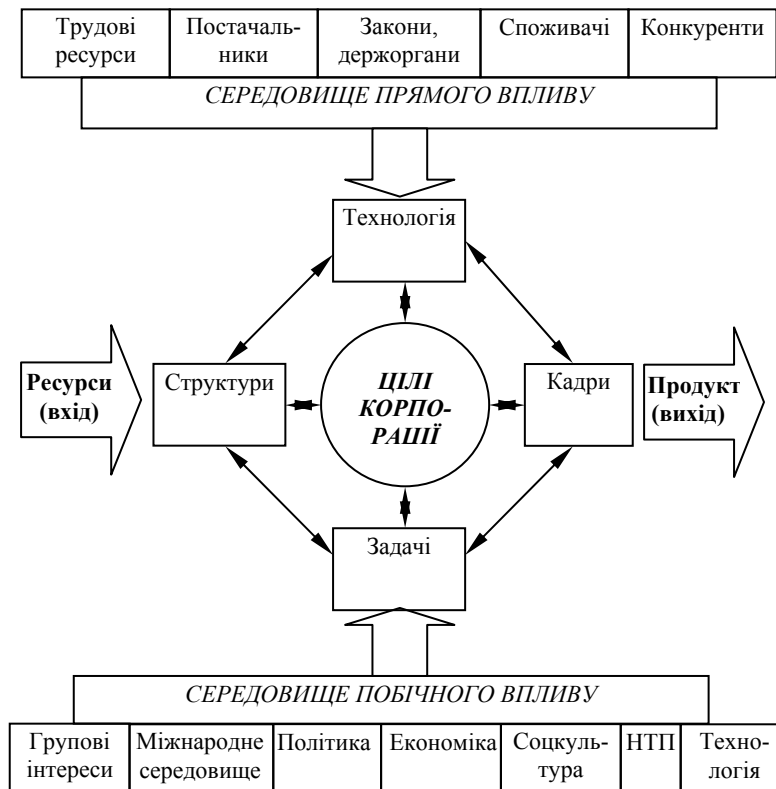 Трудові
ресурси
Постачаль-
ники
Закони,
держоргани
Споживачі
Конкуренти
СЕРЕДОВИЩЕ ПРЯМОГО ВПЛИВУ
Технологія
Ресурси
(вхід)
Структури
ЦІЛІ
КОРПО-
РАЦІЇ
Кадри
Продукт
(вихід)
Задачі
СЕРЕДОВИЩЕ ПОБІЧНОГО ВПЛИВУ
Групові
інтереси
Міжнародне
середовище
Політика
Економіка
Соцкуль-
тура
НТП
Техно-
логія